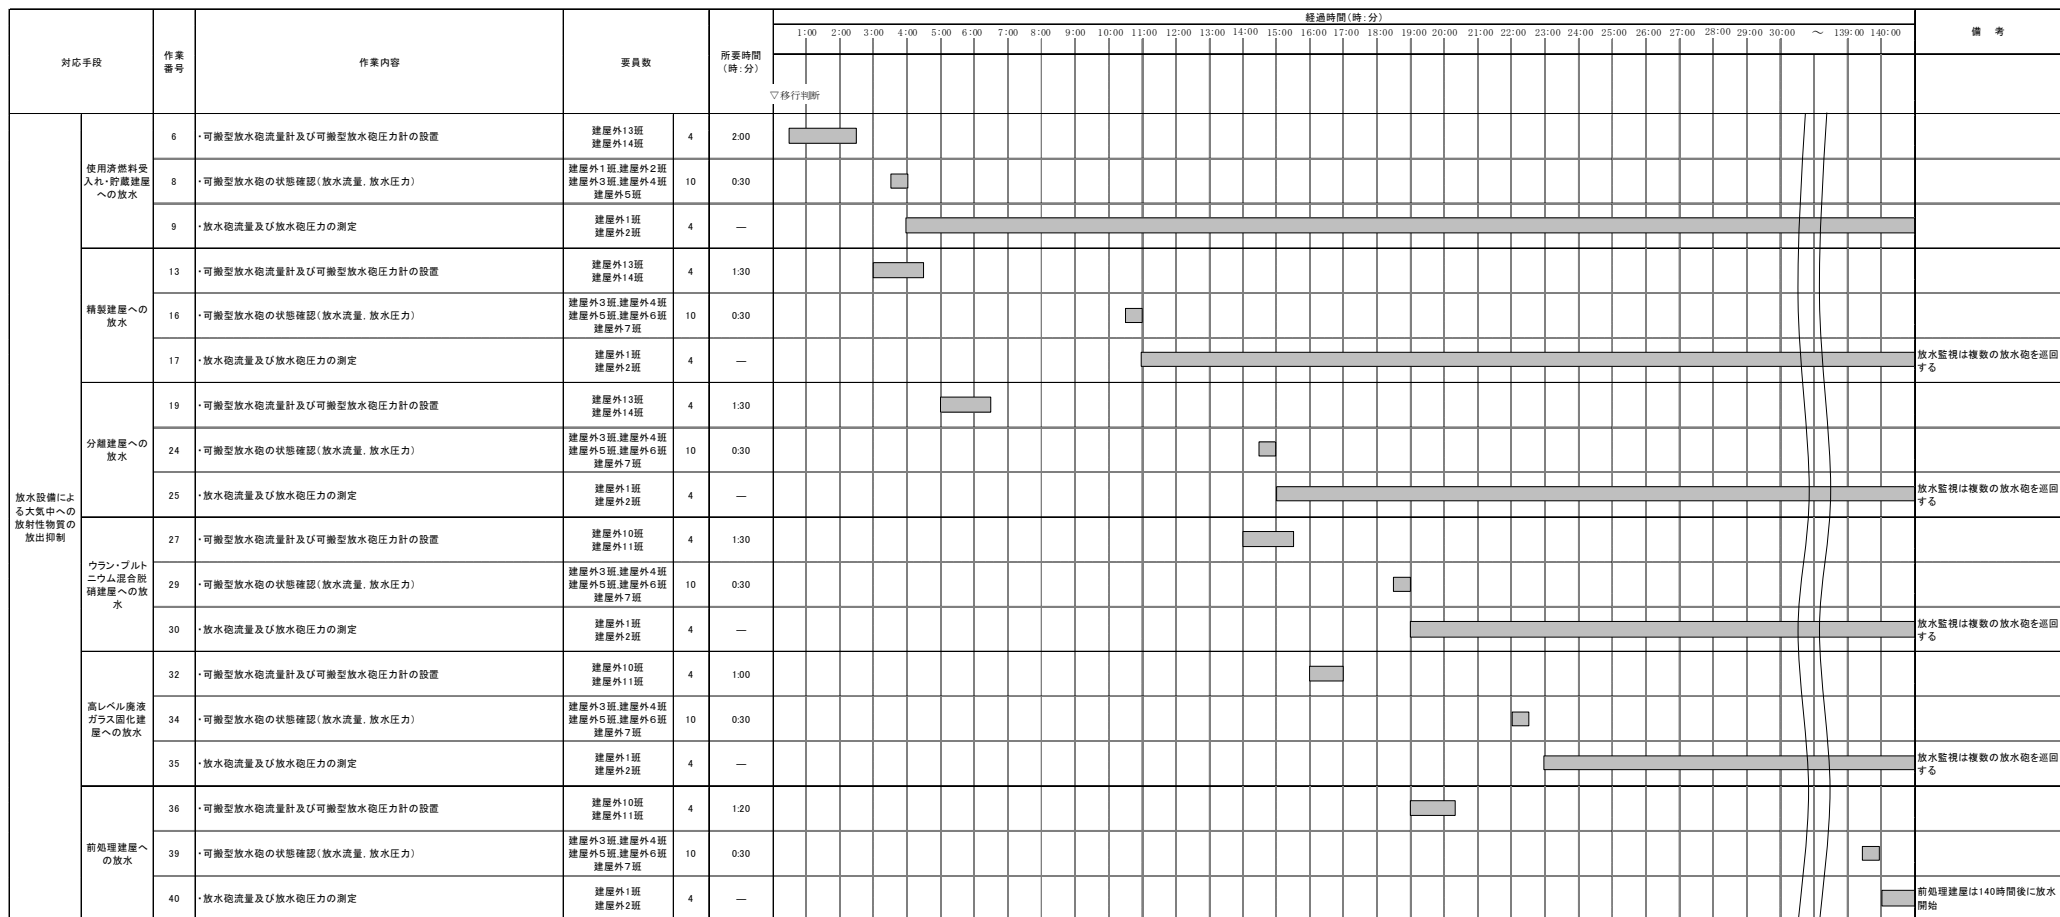 対応手段
作業
番号
作業内容
要員数
所要時間
（時：分）
経過時間（時：分）
1:00 2:00 3:00 4:00 5:00 6:00 7:00 8:00 9:00 10:00 11:00 12:00 13:00 14:00 15:00 16:00 17:00 18:00 19:00 20:00 21:00 22:00 23:00 24:00 25:00 26:00 27:00 28:00 29:00 30:00 ～ 139:00 140:00
備 考
▽移行判断
放水設備によ
る大気中への
放射性物質の
放出抑制
使用済燃料受
入れ・貯蔵建屋
への放水
6
・可搬型放水砲流量計及び可搬型放水砲圧力計の設置
建屋外13班
建屋外14班
4
2:00
8
・可搬型放水砲の状態確認（放水流量，放水圧力）
建屋外1班,建屋外2班
建屋外3班,建屋外4班
建屋外5班
10
0:30
9
・放水砲流量及び放水砲圧力の測定
建屋外1班
建屋外2班
4
―
精製建屋への
放水
13
・可搬型放水砲流量計及び可搬型放水砲圧力計の設置
建屋外13班
建屋外14班
4
1:30
16
・可搬型放水砲の状態確認（放水流量，放水圧力）
建屋外3班,建屋外4班
建屋外5班,建屋外6班
建屋外7班
10
0:30
17
・放水砲流量及び放水砲圧力の測定
建屋外1班
建屋外2班
4
―
放水監視は複数の放水砲を巡回
する
分離建屋への
放水
19
・可搬型放水砲流量計及び可搬型放水砲圧力計の設置
建屋外13班
建屋外14班
4
1:30
24
・可搬型放水砲の状態確認（放水流量，放水圧力）
建屋外3班,建屋外4班
建屋外5班,建屋外6班
建屋外7班
10
0:30
25
・放水砲流量及び放水砲圧力の測定
建屋外1班
建屋外2班
4
―
放水監視は複数の放水砲を巡回
する
ウラン・プルト
ニウム混合脱
硝建屋への放
水
27
・可搬型放水砲流量計及び可搬型放水砲圧力計の設置
建屋外10班
建屋外11班
4
1:30
29
・可搬型放水砲の状態確認（放水流量，放水圧力）
建屋外3班,建屋外4班
建屋外5班,建屋外6班
建屋外7班
10
0:30
30
・放水砲流量及び放水砲圧力の測定
建屋外1班
建屋外2班
4
―
放水監視は複数の放水砲を巡回
する
高レベル廃液
ガラス固化建
屋への放水
32
・可搬型放水砲流量計及び可搬型放水砲圧力計の設置
建屋外10班
建屋外11班
4
1:00
34
・可搬型放水砲の状態確認（放水流量，放水圧力）
建屋外3班,建屋外4班
建屋外5班,建屋外6班
建屋外7班
10
0:30
35
・放水砲流量及び放水砲圧力の測定
建屋外1班
建屋外2班
4
―
放水監視は複数の放水砲を巡回
する
前処理建屋へ
の放水
36
・可搬型放水砲流量計及び可搬型放水砲圧力計の設置
建屋外10班
建屋外11班
4
1:20
39
・可搬型放水砲の状態確認（放水流量，放水圧力）
建屋外3班,建屋外4班
建屋外5班,建屋外6班
建屋外7班
10
0:30
40
・放水砲流量及び放水砲圧力の測定
建屋外1班
建屋外2班
4
―
前処理建屋は140時間後に放水
開始